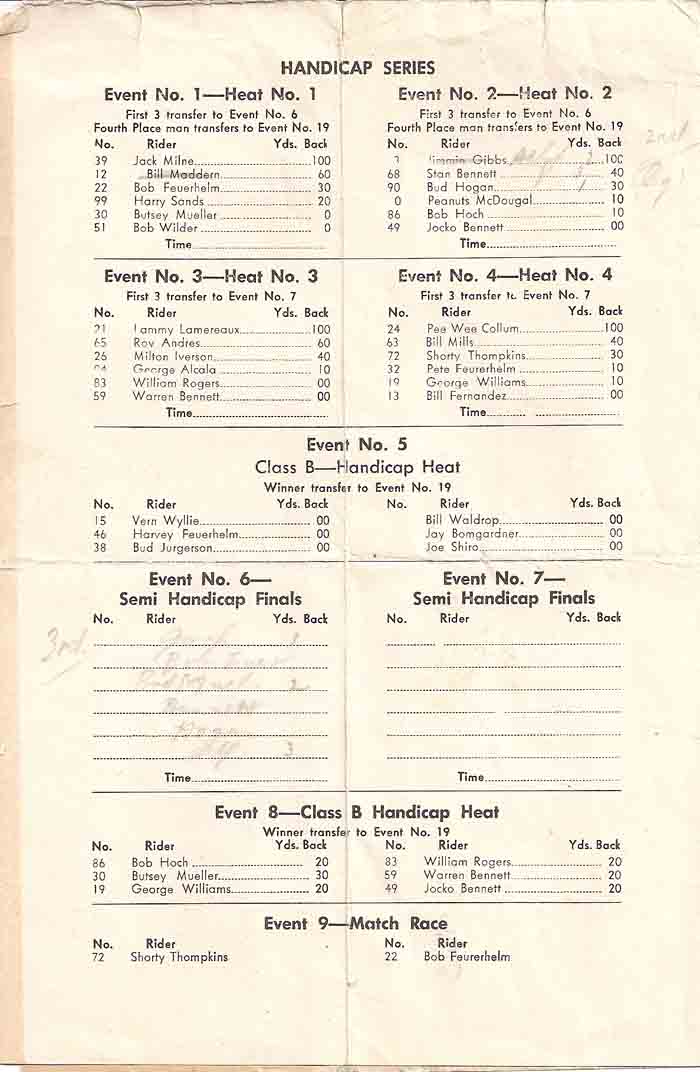 HANDICAP SERIES
Event No. 1—Heat No. 1
First 3 transfer to Event No. 6
Fourth Place man transfers to Event No. 19
No. Rider Yds. Back
39 Jack Milne 100
12 Bill Maddern 60
22 Bob Feuerhelm 30
99 Harry Sands 20
30 Butsey Mueller 0
51 Bob Wilder 0
Time
Event No. 2—Heat No. 2
First 3 transfer to Event No. 6
Fourth Place man transfers to Event No. 19
No. Rider Yds. Back
Jimmin Gibbs 100
68 Stan Bennett 40
90 Bud Hogan 30
0 Peanuts McDougal 10
86 Bob Hoch 10
49 Jocko Bennett 00
Time
2nd
Event No. 3—Heat No. 3
First 3 transfer to Event No. 7
No. Rider Yds. Back
21 Lammy Lamereaux 100
65 Roy Andres 60
26 Milton Iverson 40
George Alcala 10
83 William Rogers 00
59 Warren Bennett 00
Time
Event No. 4—Heat No. 4
First 3 transfer to Event No. 7
No. Rider Yds. Back
24 Pee Wee Collum 100
63 Bill Mills 40
72 Shorty Thompkins 30
32 Pete Feurerhelm 10
19 George Williams 10
13 Bill Fernandez 00
Time
Event No. 5
Class B—Handicap Heat
Winner transfer to Event No. 19
No. Rider Yds. Back
15 Vern Wyllie 00
46 Harvey Feuerhelm 00
38 Bud Jurgerson 00
No. Rider Yds. Back
Bill Waldrop 00
Jay Bomgardner 00
Joe Shiro 00
Event No. 6—
Semi Handicap Finals
No. Rider Yds. Back
3rd
1
2
3
Time
Event No. 7—
Semi Handicap Finals
No. Rider Yds. Back
Time
Event 8—Class B Handicap Heat
Winner transfer to Event No. 19
No. Rider Yds. Back
86 Bob Hoch 20
30 Butsey Mueller 30
19 George Williams 20
No. Rider Yds. Back
83 William Rogers 20
59 Warren Bennett 20
49 Jocko Bennett 20
Event 9—Match Race
No. Rider
72 Shorty Thompkins
No. Rider
22 Bob Feurerhelm